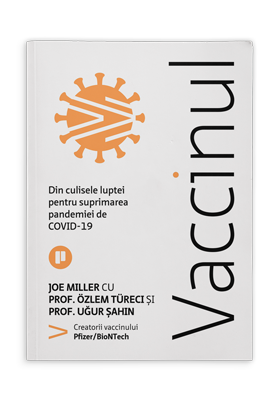 Vaccinul
Din culisele luptei
pentru suprimarea
pandemiei de
COVID-19
JOE MILLER CU
PROF. ÖZLEM TÜRECI ȘI
PROF. UĞUR ŞAHIN
Creatorii vaccinului
Pfizer/BioNTech